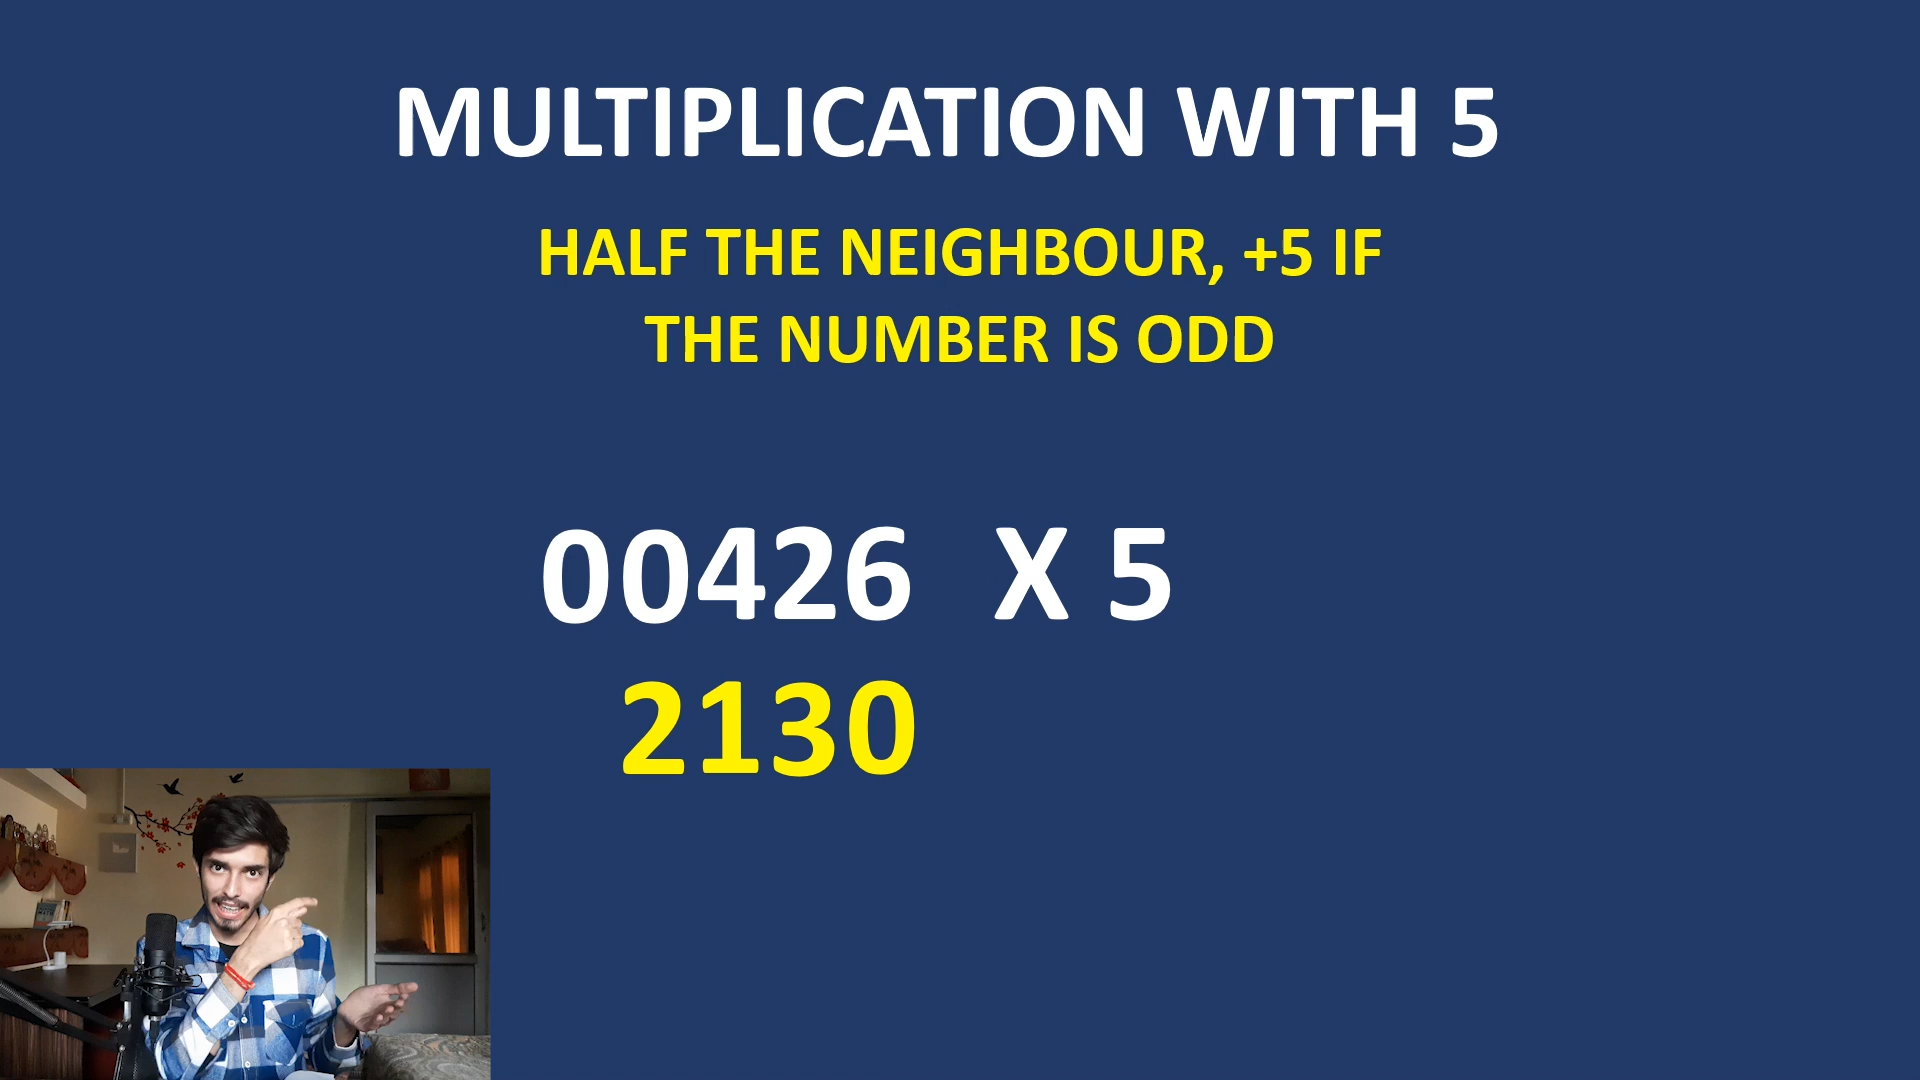 MULTIPLICATION WITH 5
HALF THE NEIGHBOUR, +5 IF
THE NUMBER IS ODD
00426 X 5
2130